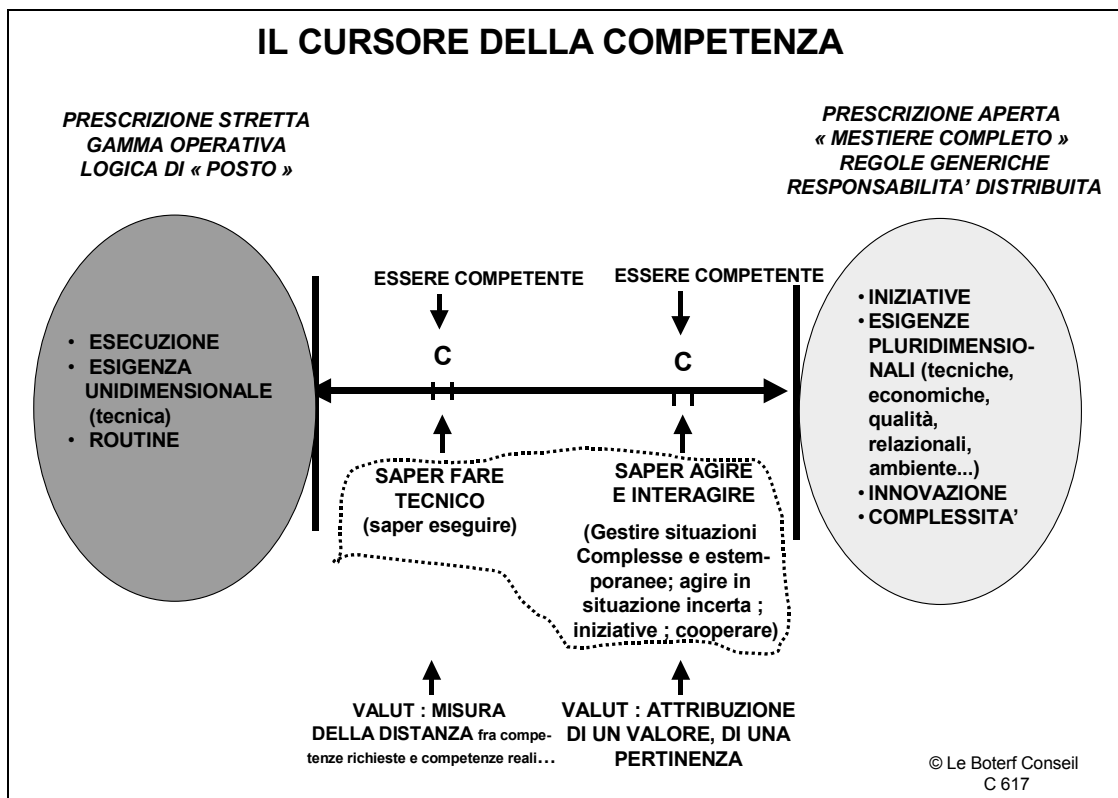 IL CURSORE DELLA COMPETENZA
PRESCRIZIONE STRETTA
GAMMA OPERATIVA
LOGICA DI « POSTO »
PRESCRIZIONE APERTA
« MESTIERE COMPLETO »
REGOLE GENERICHE
RESPONSABILITA’ DISTRIBUITA
• ESECUZIONE
• ESIGENZA
UNIDIMENSIONALE
(tecnica)
• ROUTINE
ESSERE COMPETENTE
C
SAPER FARE
TECNICO
(saper eseguire)
VALUT : MISURA
DELLA DISTANZA fra compe-
tenze richieste e competenze reali…
ESSERE COMPETENTE
C
SAPER AGIRE
E INTERAGIRE
(Gestire situazioni
Complesse e estem-
poranee; agire in
situazione incerta ;
iniziative ; cooperare)
VALUT : ATTRIBUZIONE
DI UN VALORE, DI UNA
PERTINENZA
• INIZIATIVE
• ESIGENZE
PLURIDIMENSIO-
NALI (tecniche,
economiche,
qualità,
relazionali,
ambiente...)
• INNOVAZIONE
• COMPLESSITA’
© Le Boterf Conseil
C 617